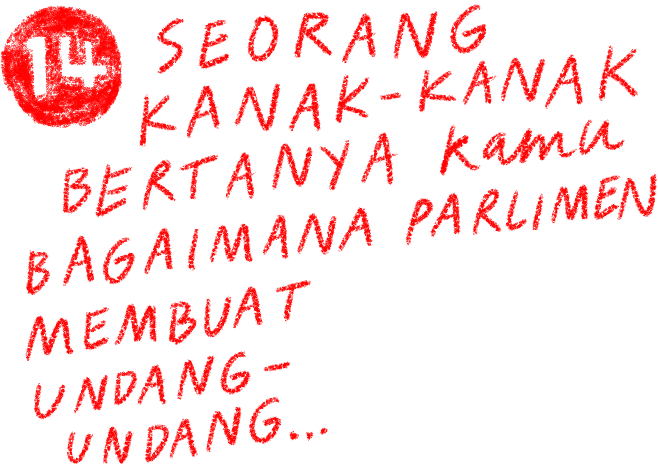 14 SEORANG
KANAK-KANAK
BERTANYA kamu
BAGAIMANA PARLIMEN
MEMBUAT
UNDANG-
UNDANG...